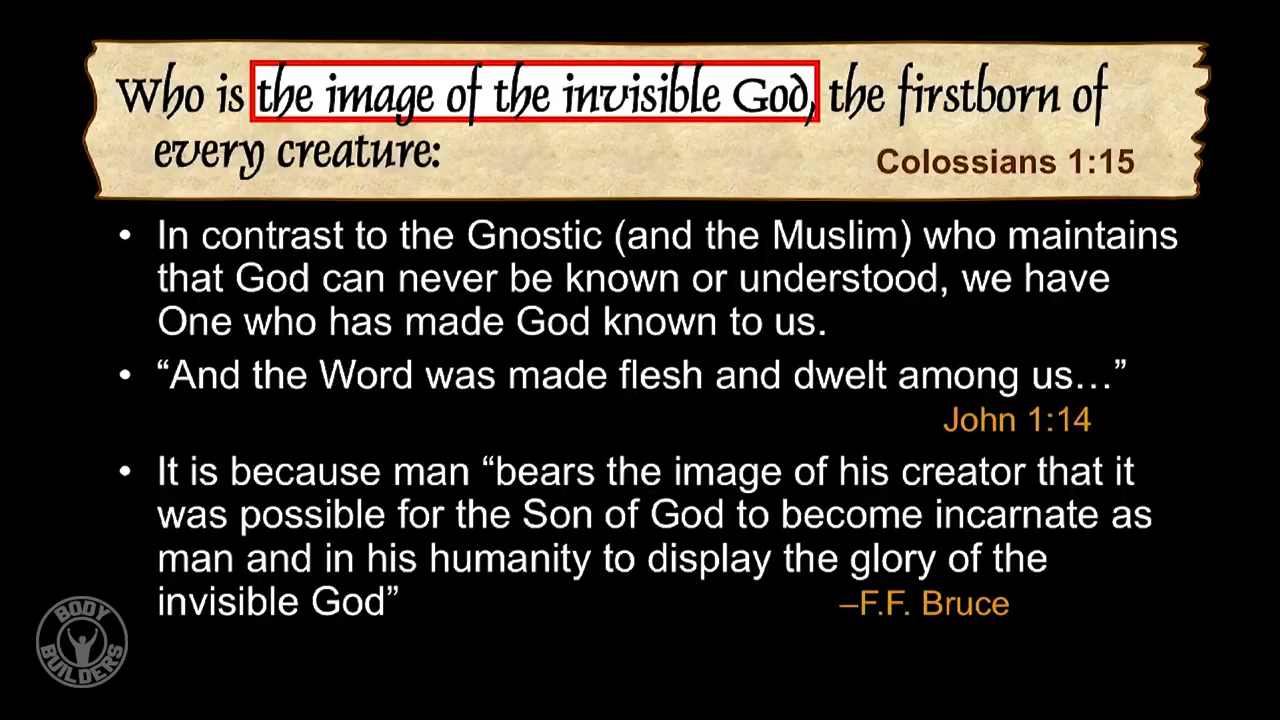 Who is the image of the invisible God, the firstborn of
every creature:
Colossians 1:15
• In contrast to the Gnostic (and the Muslim) who maintains
that God can never be known or understood, we have
One who has made God known to us.
• “And the Word was made flesh and dwelt among us…”
John 1:14
• It is because man “bears the image of his creator that it
was possible for the Son of God to become incarnate as
man and in his humanity to display the glory of the
invisible God”
–F.F. Bruce
BODY
BUILDERS